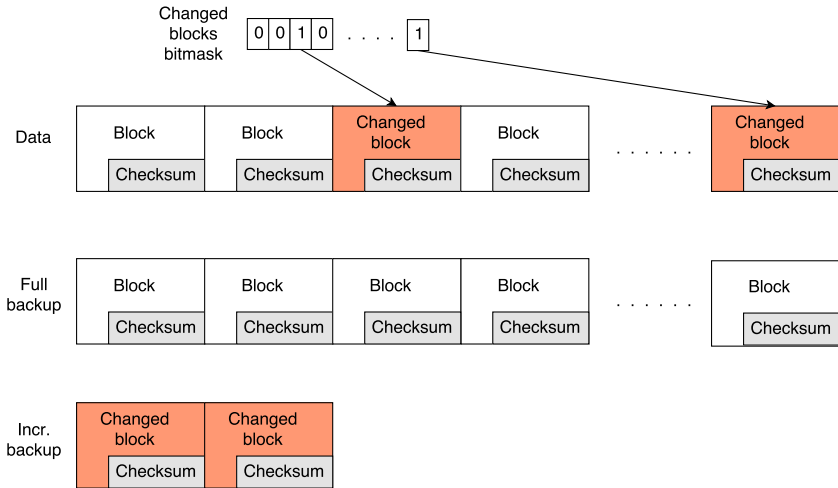 Changed
blocks
bitmask
0 0 1 0 . . . . 1
Data
Block
Checksum
Block
Checksum
Changed
block
Checksum
Block
Checksum
. . . . . .
Changed
block
Checksum
Full
backup
Block
Checksum
Block
Checksum
Block
Checksum
Block
Checksum
. . . . . .
Block
Checksum
Incr.
backup
Changed
block
Checksum
Changed
block
Checksum